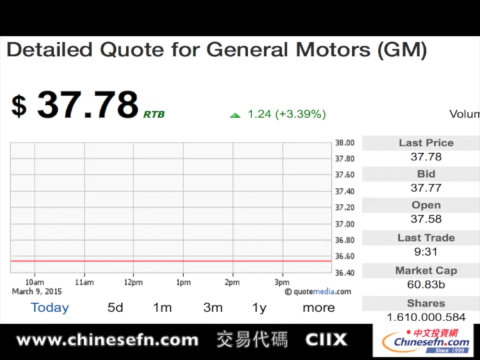 Detailed Quote for General Motors (GM)
$ 37.78 RTB
1.24 (+3.39%)
Volum
38.00
37.80
37.60
37.40
37.20
37.00
36.80
36.60
36.40
10am 11am 12pm 1pm 2pm 3pm
March 9, 2015
© quotemedia.com
Today 5d 1m 3m 1y more
Last Price
37.78
Bid
37.77
Open
37.58
Last Trade
9:31
Market Cap
60.83b
Shares
1.610.000.584
www.chinesefn.com 交易代碼 CIIX
中文投資網
Chinesefn.com
Since 1999